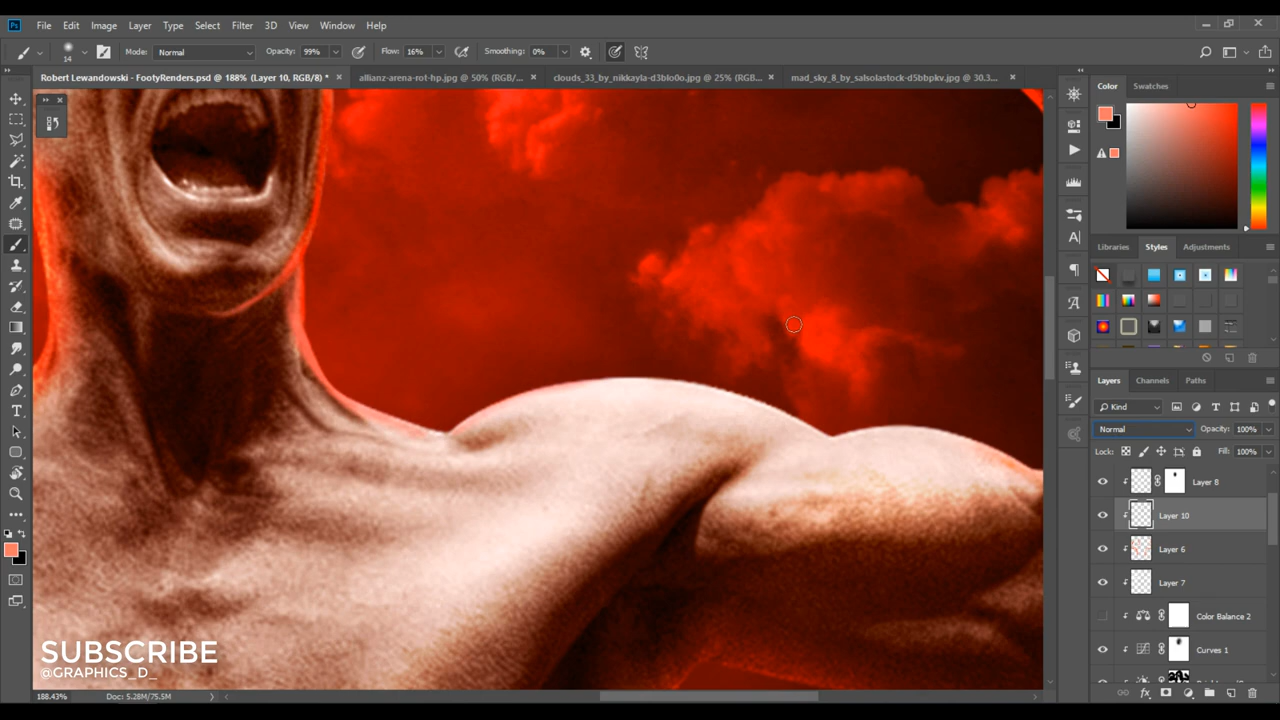 Ps File Edit Image Layer Type Select Filter 3D View Window Help
14 Mode: Normal Opacity: 99% Flow: 16% Smoothing: 0%
Robert Lewandowski - FootyRenders.psd @ 188% (Layer 10, RGB/8) * × allianz-arena-rot-hp.jpg @ 50% (RGB/... × clouds_33_by_nikkayla-d3blo0o.jpg @ 25% (RGB... × mad_sky_8_by_salsolastock-d5bbpkv.jpg @ 30.3... ×
Color Swatches
Libraries Styles Adjustments
Layers Channels Paths
Kind
Normal Opacity: 100%
Lock: Fill: 100%
Layer 8
Layer 10
Layer 6
Layer 7
Color Balance 2
Curves 1
SUBSCRIBE
@GRAPHICS_D_
188.43% Doc: 5.28M/75.5M
fx